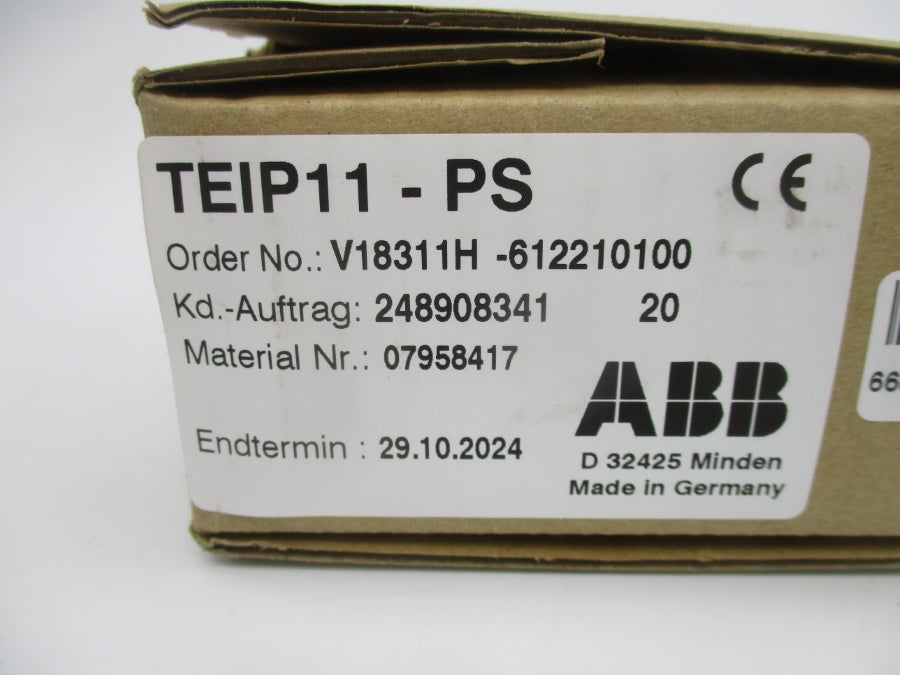 TEIP11 - PS
CE
Order No.: V18311H -612210100
Kd.-Auftrag: 248908341 20
Material Nr.: 07958417
Endtermin : 29.10.2024
ABB
D 32425 Minden
Made in Germany